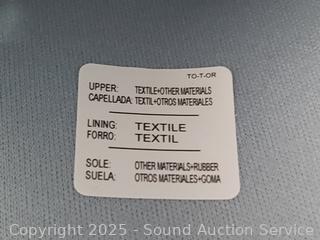 TO-T-OR
UPPER: TEXTILE+OTHER MATERIALS
CAPELLADA: TEXTIL+OTROS MATERIALES
LINING: TEXTILE
FORRO: TEXTIL
SOLE: OTHER MATERIALS+RUBBER
SUELA: OTROS MATERIALES+GOMA
Copyright 2025 - Sound Auction Service